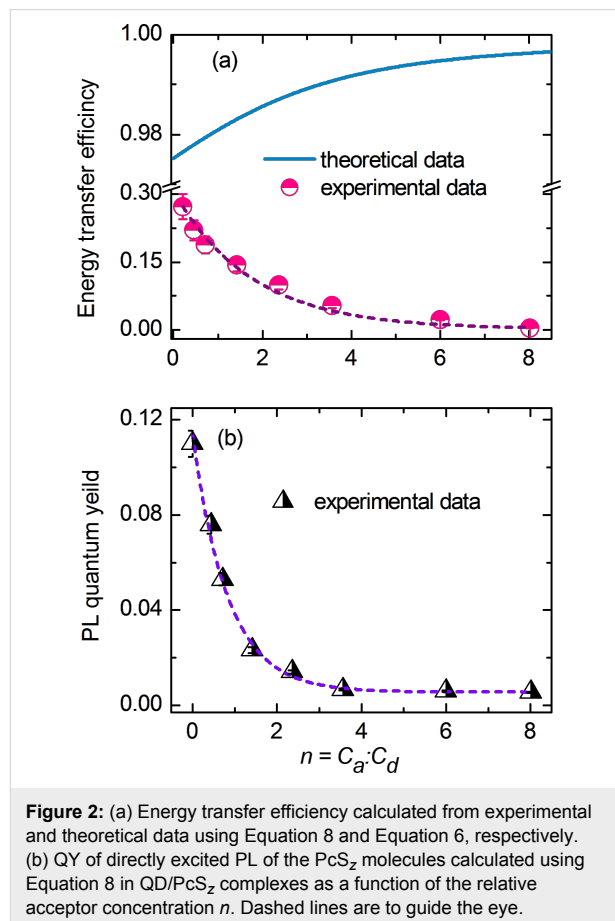 (a)
1.00
0.98
0.30
0.15
0.00
Energy transfer efficincy
theoretical data
experimental data
0 2 4 6 8
(b)
0.12
0.08
0.04
0.00
PL quantum yeild
experimental data
0 2 4 6 8
n = Cₐ:C_d
Figure 2: (a) Energy transfer efficiency calculated from experimental
and theoretical data using Equation 8 and Equation 6, respectively.
(b) QY of directly excited PL of the PcS_z molecules calculated using
Equation 8 in QD/PcS_z complexes as a function of the relative
acceptor concentration n. Dashed lines are to guide the eye.